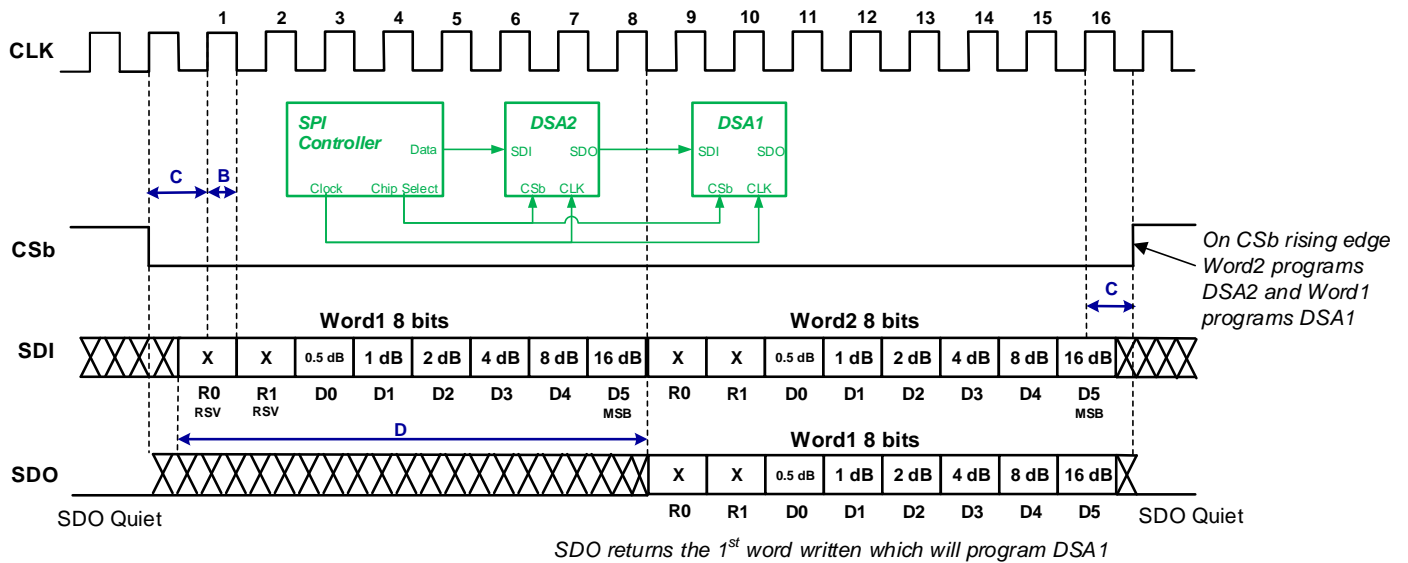 1 2 3 4 5 6 7 8 9 10 11 12 13 14 15 16
CLK
SPI Controller
Data
Clock
Chip Select
DSA2
SDI
SDO
CSb
CLK
DSA1
SDI
SDO
CSb
CLK
C
B
CSb
On CSb rising edge
Word2 programs
DSA2 and Word1
programs DSA1
C
Word1 8 bits
Word2 8 bits
SDI
X X 0.5 dB 1 dB 2 dB 4 dB 8 dB 16 dB X X 0.5 dB 1 dB 2 dB 4 dB 8 dB 16 dB
R0 R1 D0 D1 D2 D3 D4 D5 R0 R1 D0 D1 D2 D3 D4 D5
RSV RSV MSB MSB
D
Word1 8 bits
SDO
X X 0.5 dB 1 dB 2 dB 4 dB 8 dB 16 dB
R0 R1 D0 D1 D2 D3 D4 D5
SDO Quiet
SDO Quiet
SDO returns the 1st word written which will program DSA1